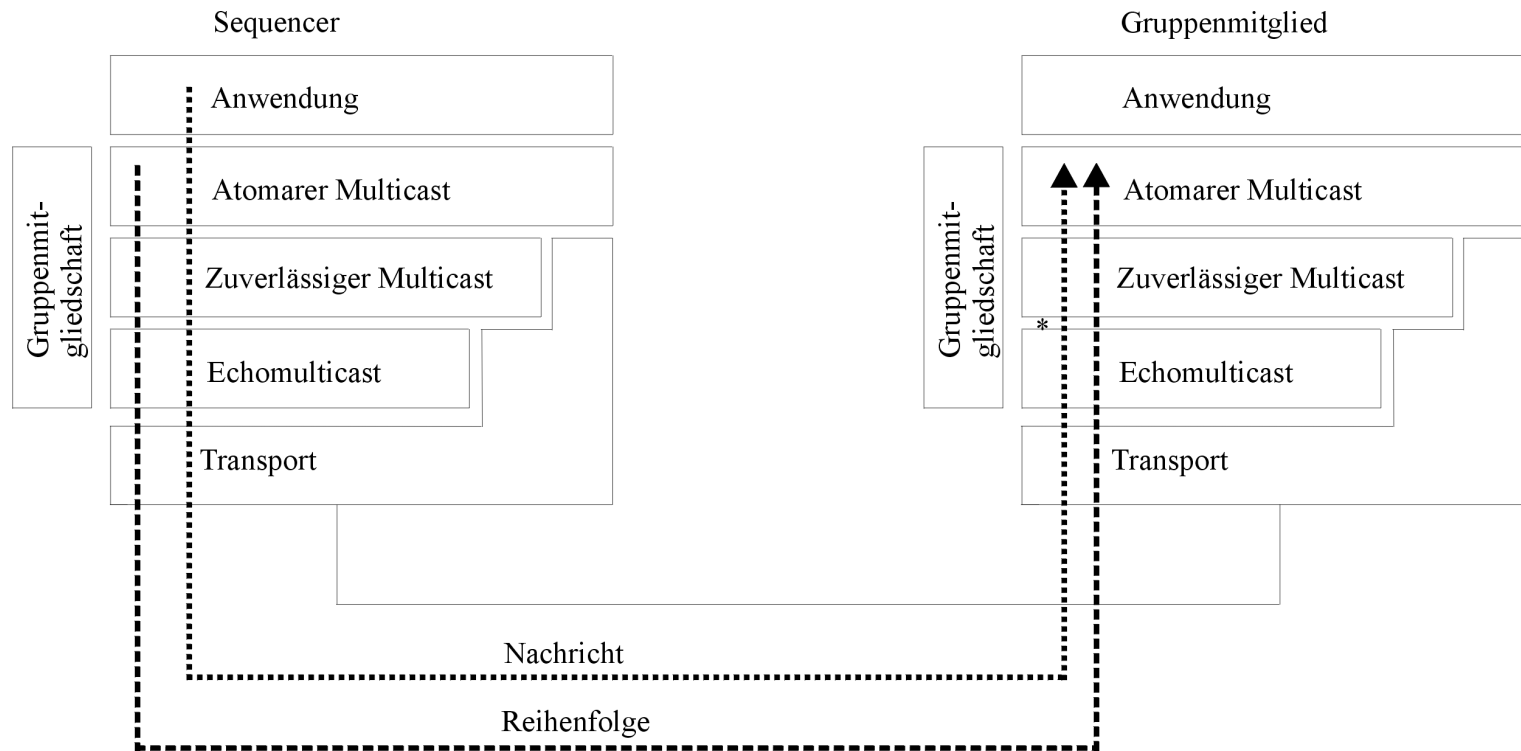 Sequencer
Gruppenmitglied
Anwendung
Anwendung
Atomarer Multicast
Atomarer Multicast
Gruppenmit-
gliedschaft
Gruppenmit-
gliedschaft
Zuverlässiger Multicast
Zuverlässiger Multicast
*
Echomulticast
Echomulticast
Transport
Transport
Nachricht
Reihenfolge